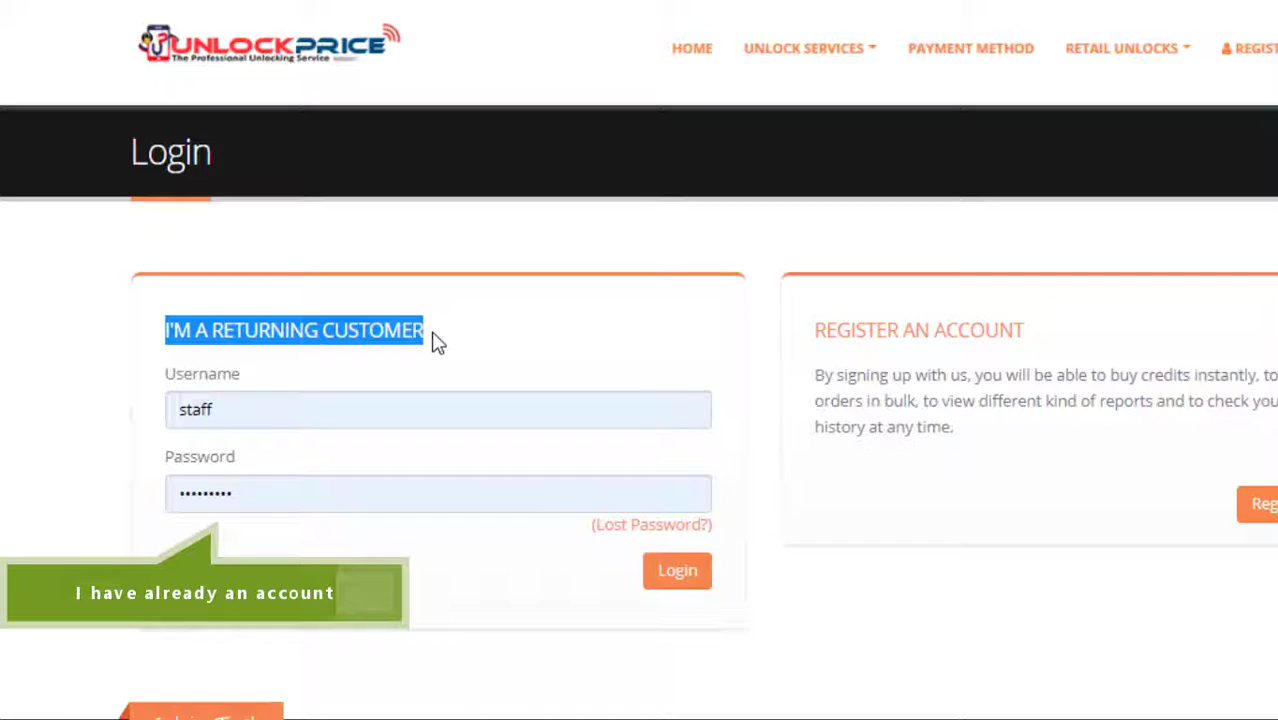 UNLOCKPRICE
The Professional Unlocking Service
HOME UNLOCK SERVICES PAYMENT METHOD RETAIL UNLOCKS REGIST
Login
I'M A RETURNING CUSTOMER
Username
staff
Password
•••••••••
(Lost Password?)
Login
I have already an account
REGISTER AN ACCOUNT
By signing up with us, you will be able to buy credits instantly, to
orders in bulk, to view different kind of reports and to check you
history at any time.
Reg